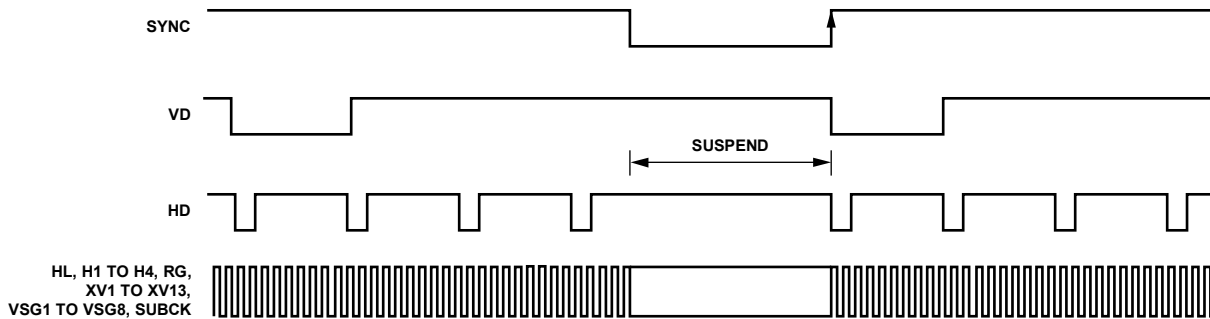 SYNC
VD
SUSPEND
HD
HL, H1 TO H4, RG,
XV1 TO XV13,
VSG1 TO VSG8, SUBCK